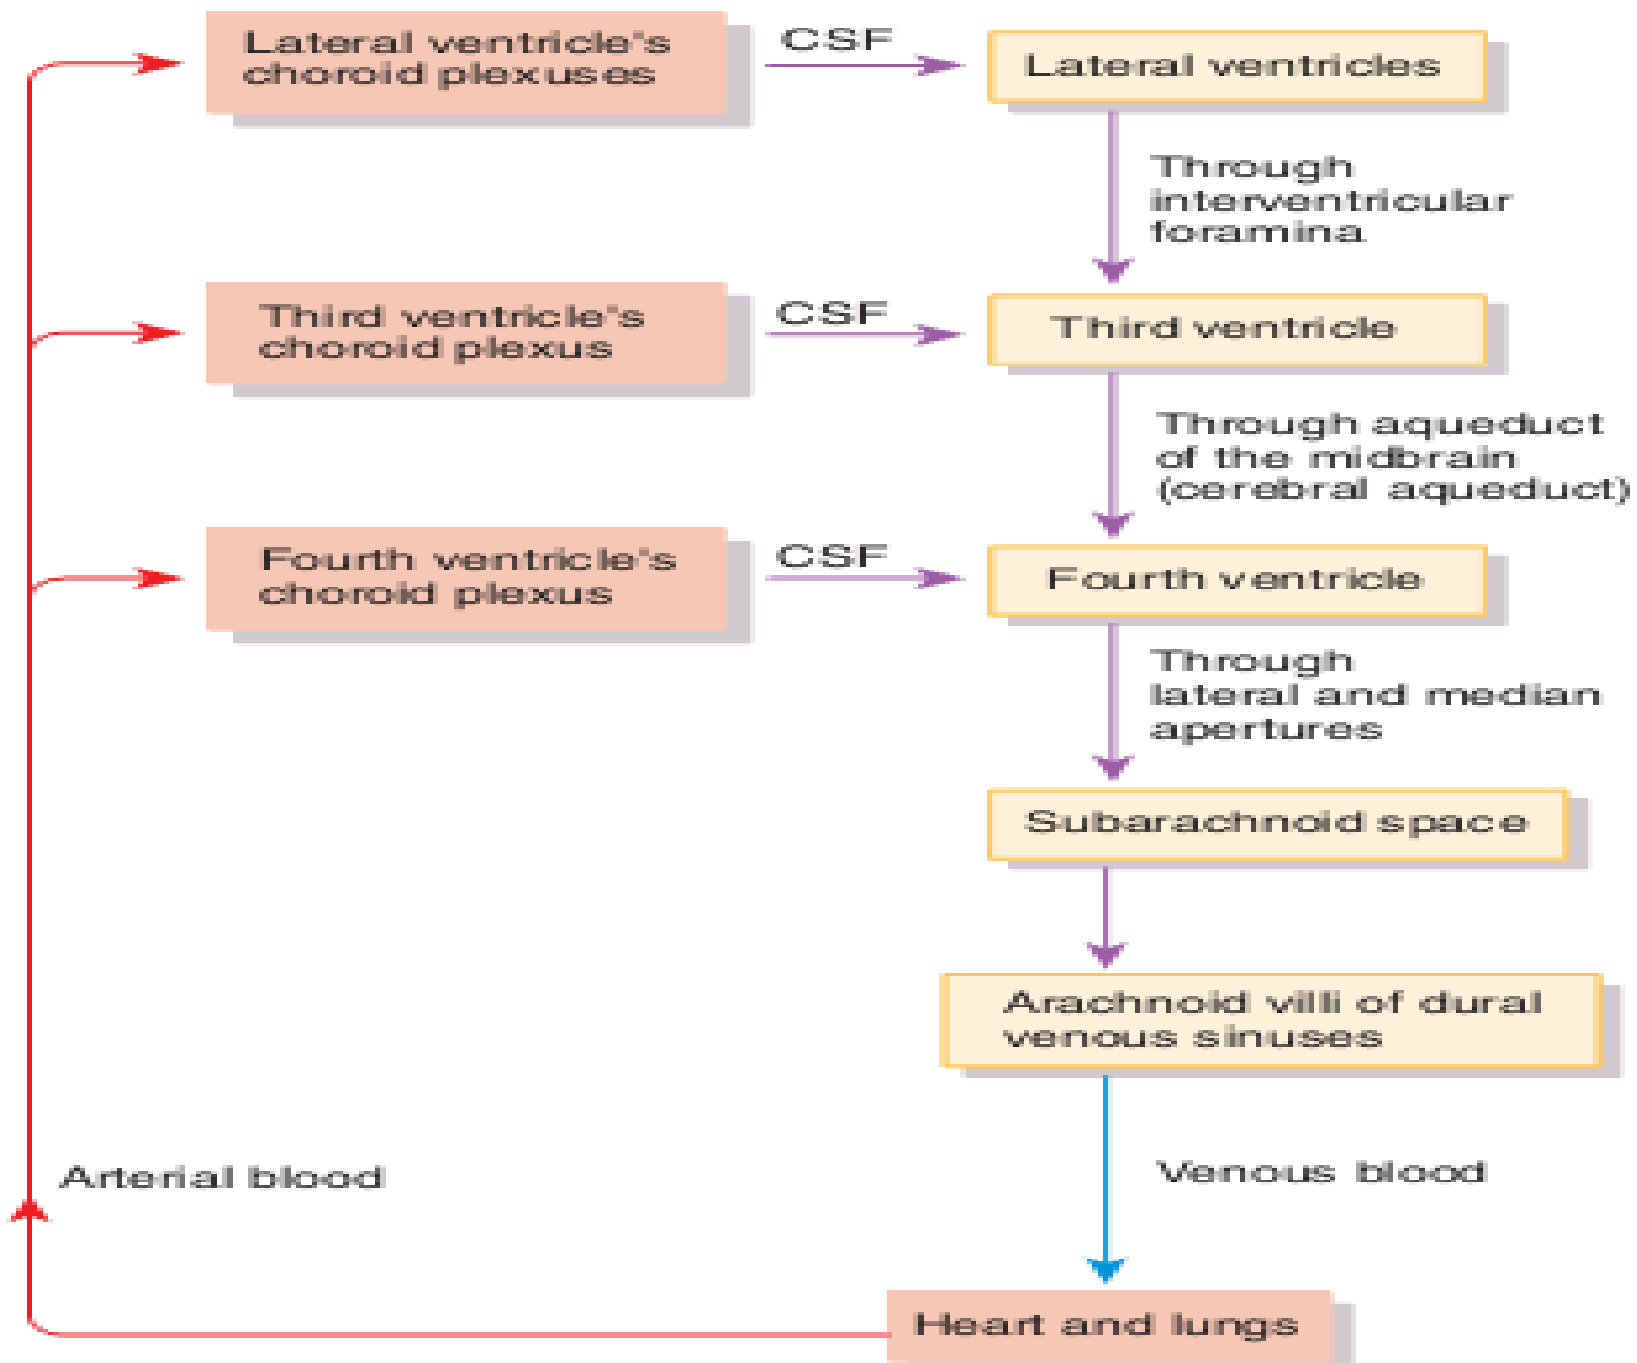 Lateral ventricle's
choroid plexuses
CSF
Lateral ventricles
Through
interventricular
foramina
Third ventricle's
choroid plexus
CSF
Third ventricle
Through aqueduct
of the midbrain
(cerebral aqueduct)
Fourth ventricle's
choroid plexus
CSF
Fourth ventricle
Through
lateral and median
apertures
Subarachnoid space
Arachnoid villi of dural
venous sinuses
Arterial blood
Venous blood
Heart and lungs